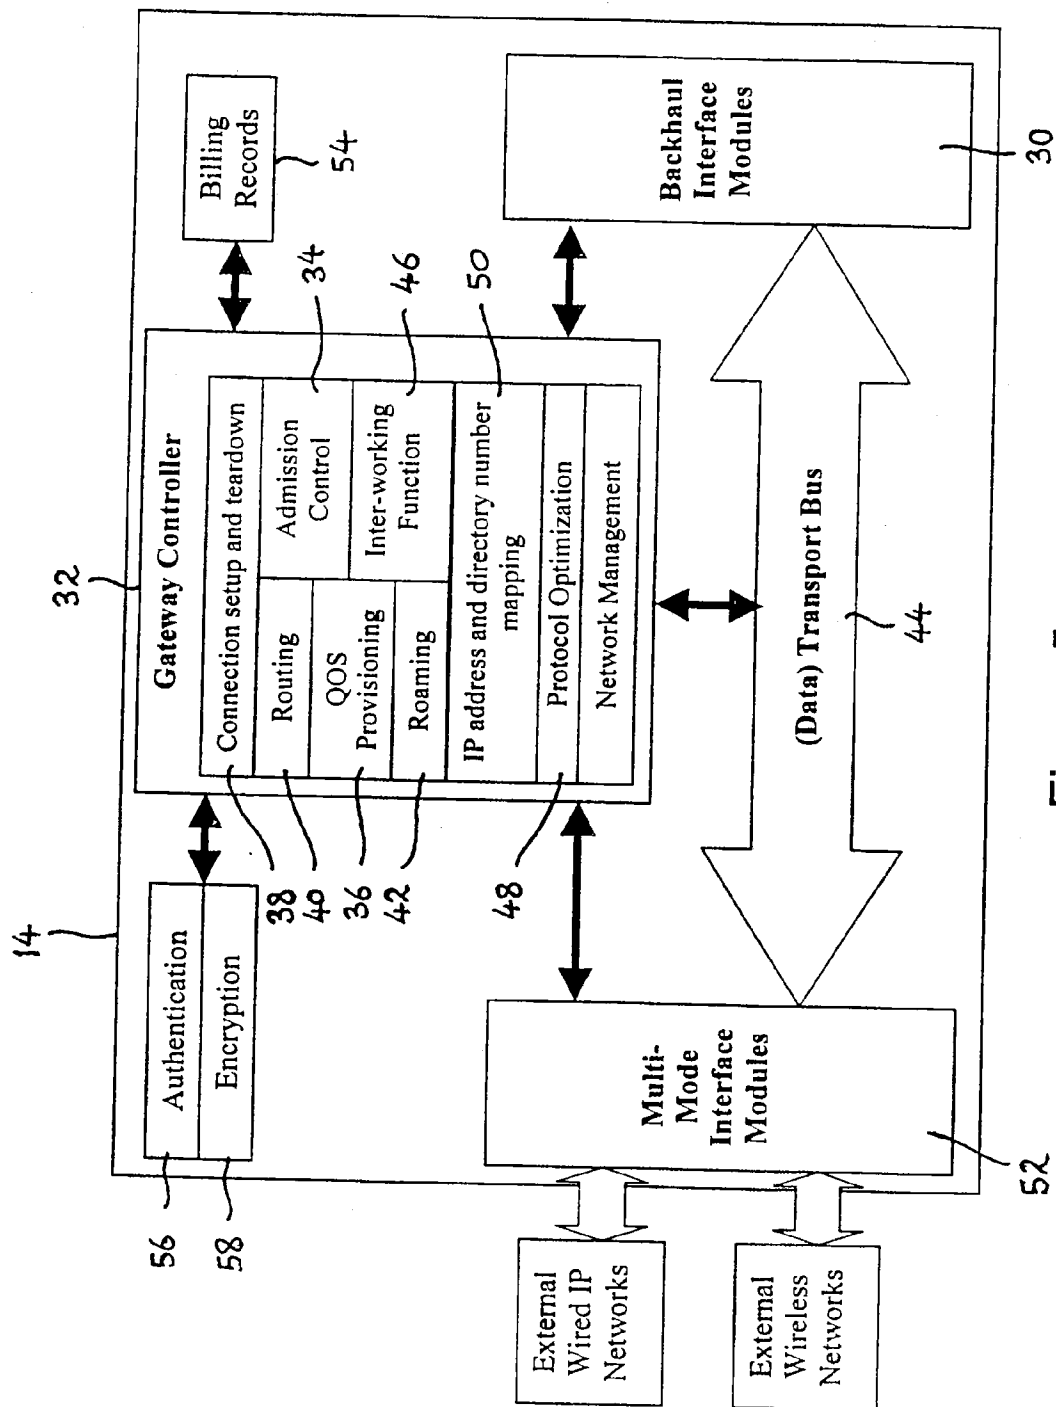 14
32
Authentication
Encryption
56
58
Gateway Controller
Connection setup and teardown
Routing
QOS
Provisioning
Roaming
Admission
Control
Inter-working
Function
IP address and directory number
mapping
Protocol Optimization
Network Management
38
40
36
42
48
34
46
50
Billing
Records
54
External
Wired IP
Networks
External
Wireless
Networks
Multi-
Mode
Interface
Modules
52
(Data) Transport Bus
44
Backhaul
Interface
Modules
30